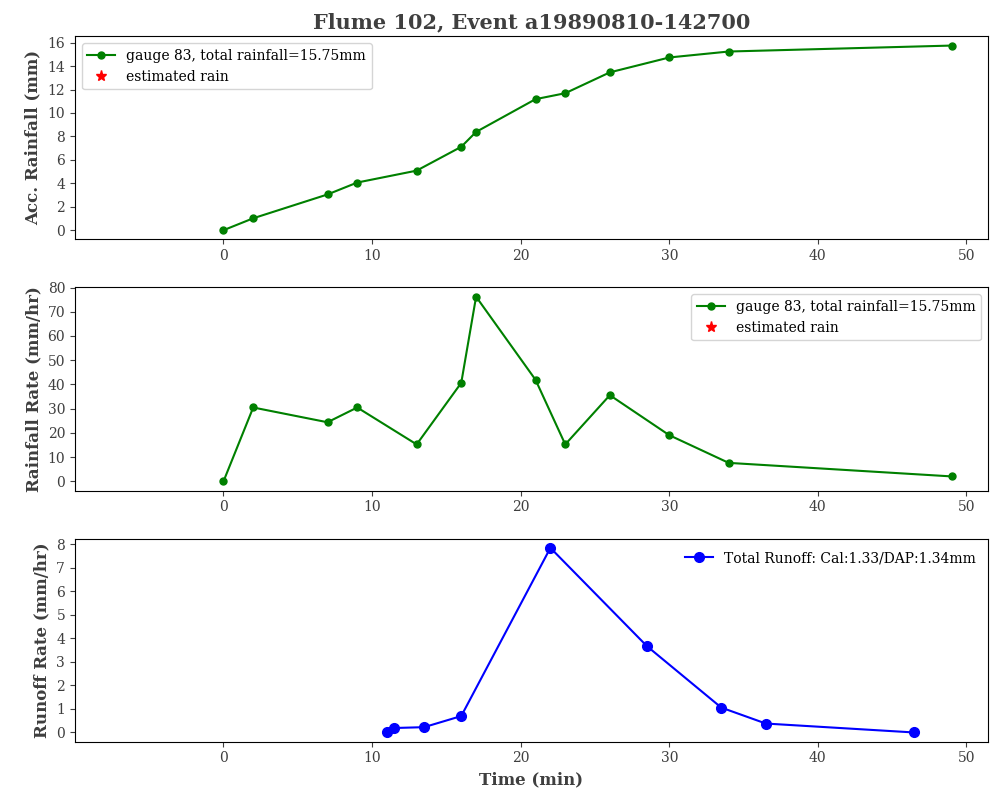 Flume 102, Event a19890810-142700
Acc. Rainfall (mm)
16
14
12
10
8
6
4
2
0
gauge 83, total rainfall=15.75mm
estimated rain
0 10 20 30 40 50
Rainfall Rate (mm/hr)
80
70
60
50
40
30
20
10
0
gauge 83, total rainfall=15.75mm
estimated rain
0 10 20 30 40 50
Runoff Rate (mm/hr)
8
7
6
5
4
3
2
1
0
Total Runoff: Cal:1.33/DAP:1.34mm
0 10 20 30 40 50
Time (min)